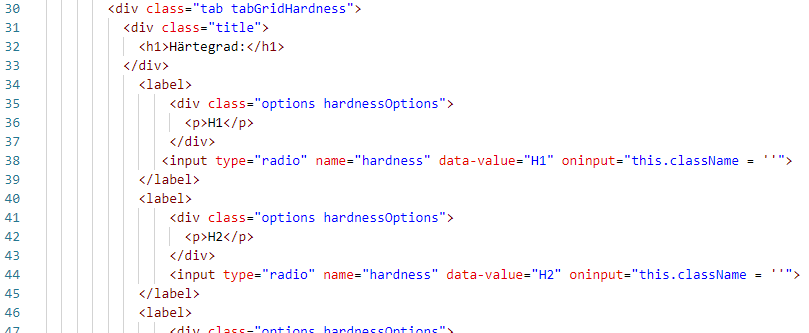 30 <div class="tab tabGridHardness">
31 <div class="title">
32 <h1>Härtegrad:</h1>
33 </div>
34 <label>
35 <div class="options hardnessOptions">
36 <p>H1</p>
37 </div>
38 <input type="radio" name="hardness" data-value="H1" oninput="this.className = ''">
39 </label>
40 <label>
41 <div class="options hardnessOptions">
42 <p>H2</p>
43 </div>
44 <input type="radio" name="hardness" data-value="H2" oninput="this.className = ''">
45 </label>
46 <label>
47 <div class="options hardnessOptions">